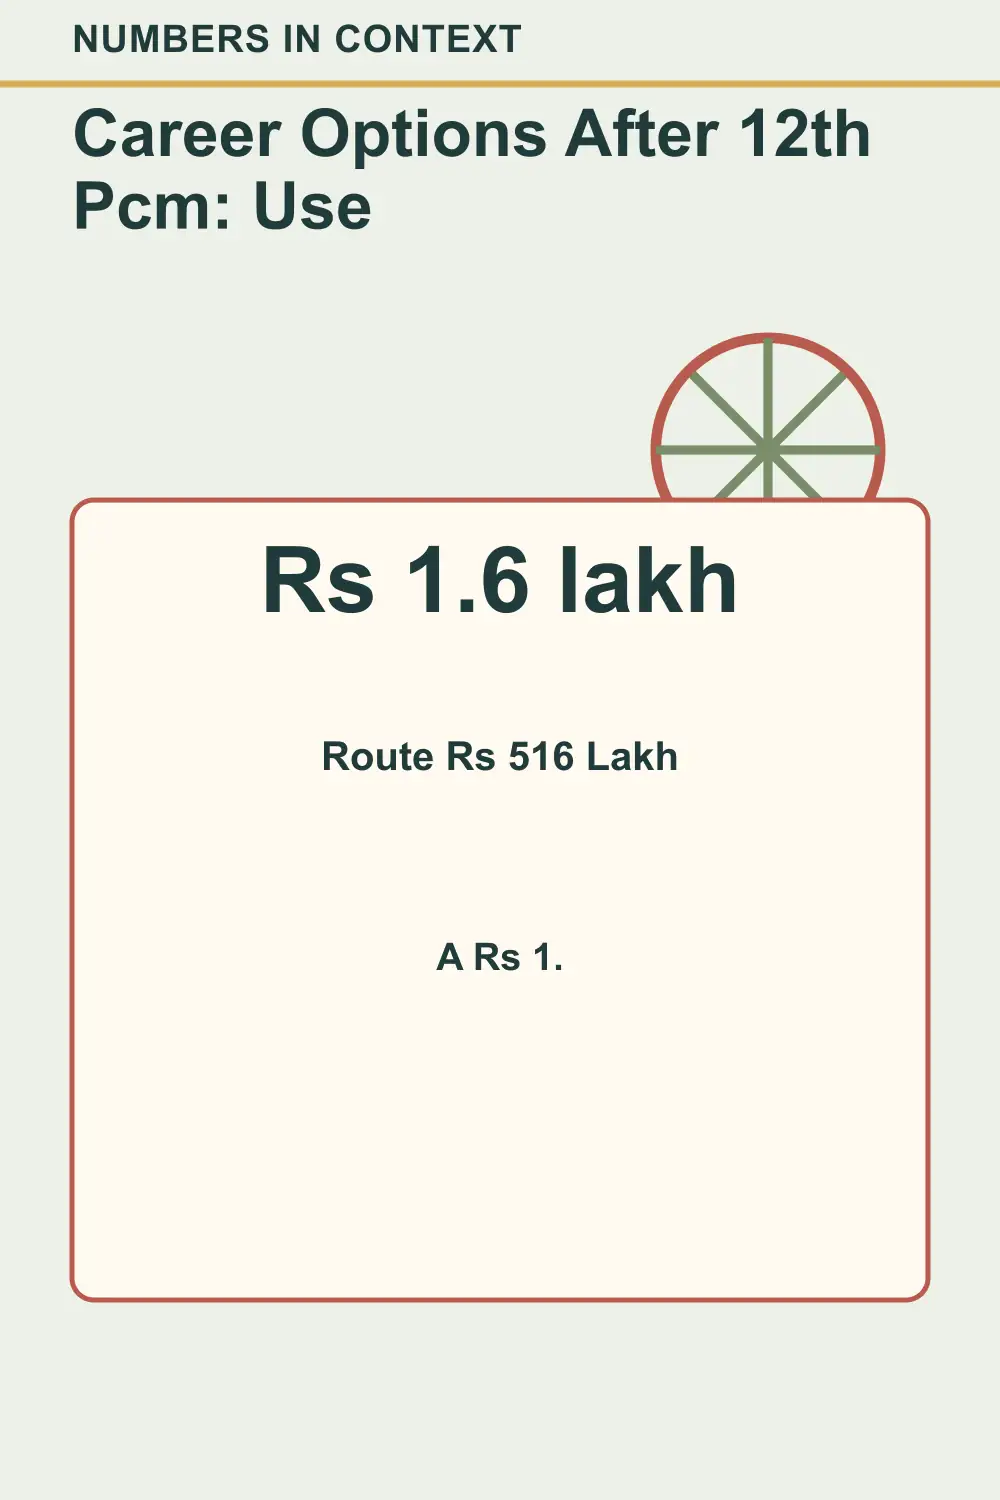 NUMBERS IN CONTEXT
Career Options After 12th
Pcm: Use
Rs 1.6 lakh
Route Rs 516 Lakh
A Rs 1.